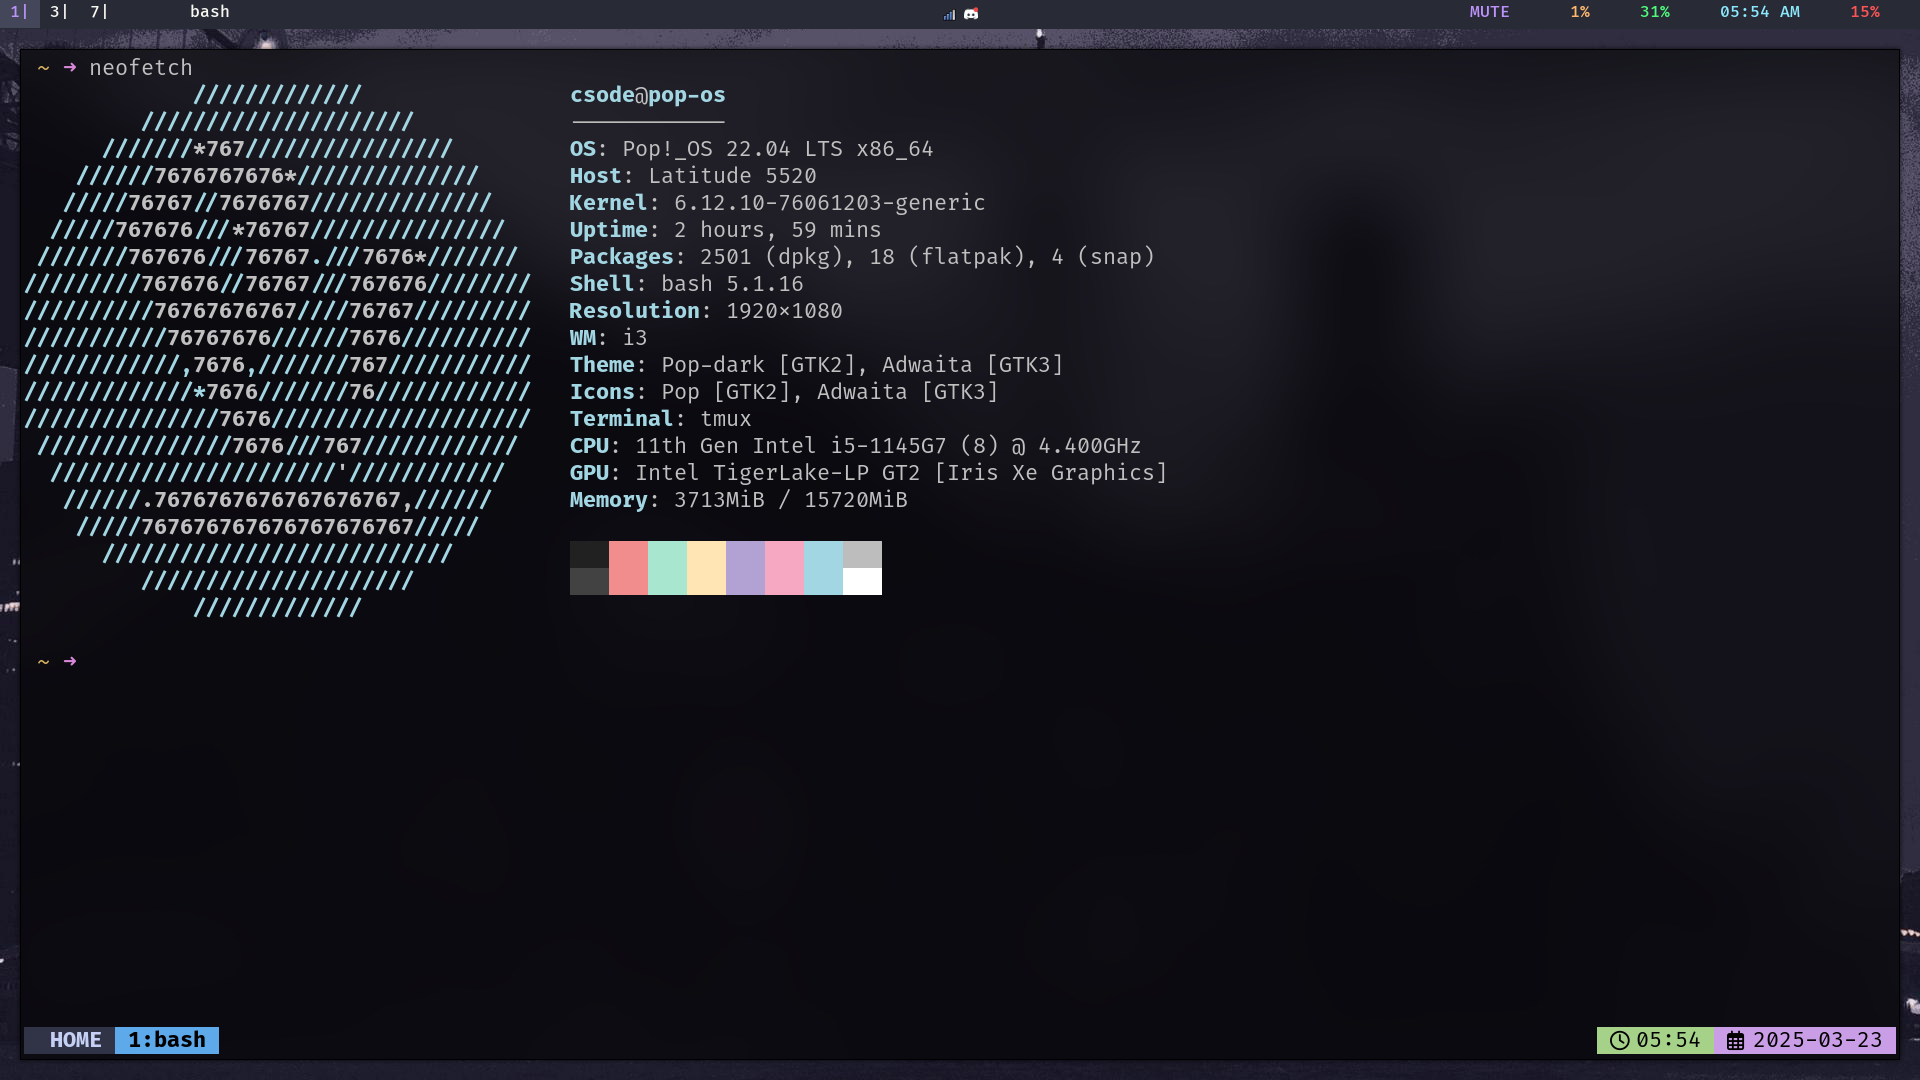 1| 3| 7| bash MUTE 1% 31% 05:54 AM 15%
~ ➜ neofetch
/////////////
/////////////////////
///////*767////////////////
//////7676767676*//////////////
/////76767//7676767//////////////
/////767676///*76767///////////////
///////767676///76767.///7676*///////
/////////767676//76767///767676////////
//////////76767676767////76767/////////
///////////76767676//////7676//////////
////////////,7676,///////767///////////
/////////////*7676///////76////////////
///////////////7676////////////////////
///////////////7676///767////////////
//////////////////////'////////////
//////.7676767676767676767,//////
/////767676767676767676767/////
///////////////////////////
/////////////////////
/////////////
csode@pop-os
OS: Pop!_OS 22.04 LTS x86_64
Host: Latitude 5520
Kernel: 6.12.10-76061203-generic
Uptime: 2 hours, 59 mins
Packages: 2501 (dpkg), 18 (flatpak), 4 (snap)
Shell: bash 5.1.16
Resolution: 1920×1080
WM: i3
Theme: Pop-dark [GTK2], Adwaita [GTK3]
Icons: Pop [GTK2], Adwaita [GTK3]
Terminal: tmux
CPU: 11th Gen Intel i5-1145G7 (8) @ 4.400GHz
GPU: Intel TigerLake-LP GT2 [Iris Xe Graphics]
Memory: 3713MiB / 15720MiB
~ ➜
HOME 1:bash 05:54 2025-03-23